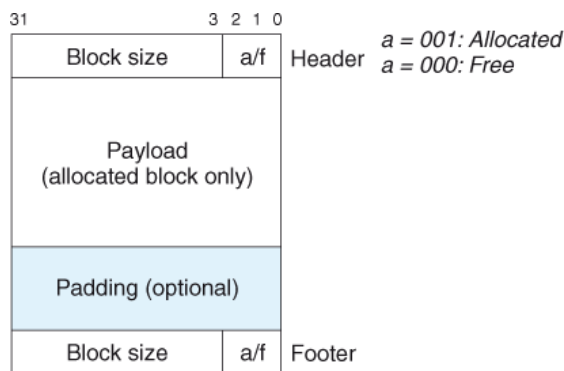 31 3 2 1 0
Block size a/f Header a = 001: Allocated
a = 000: Free
Payload
(allocated block only)
Padding (optional)
Block size a/f Footer